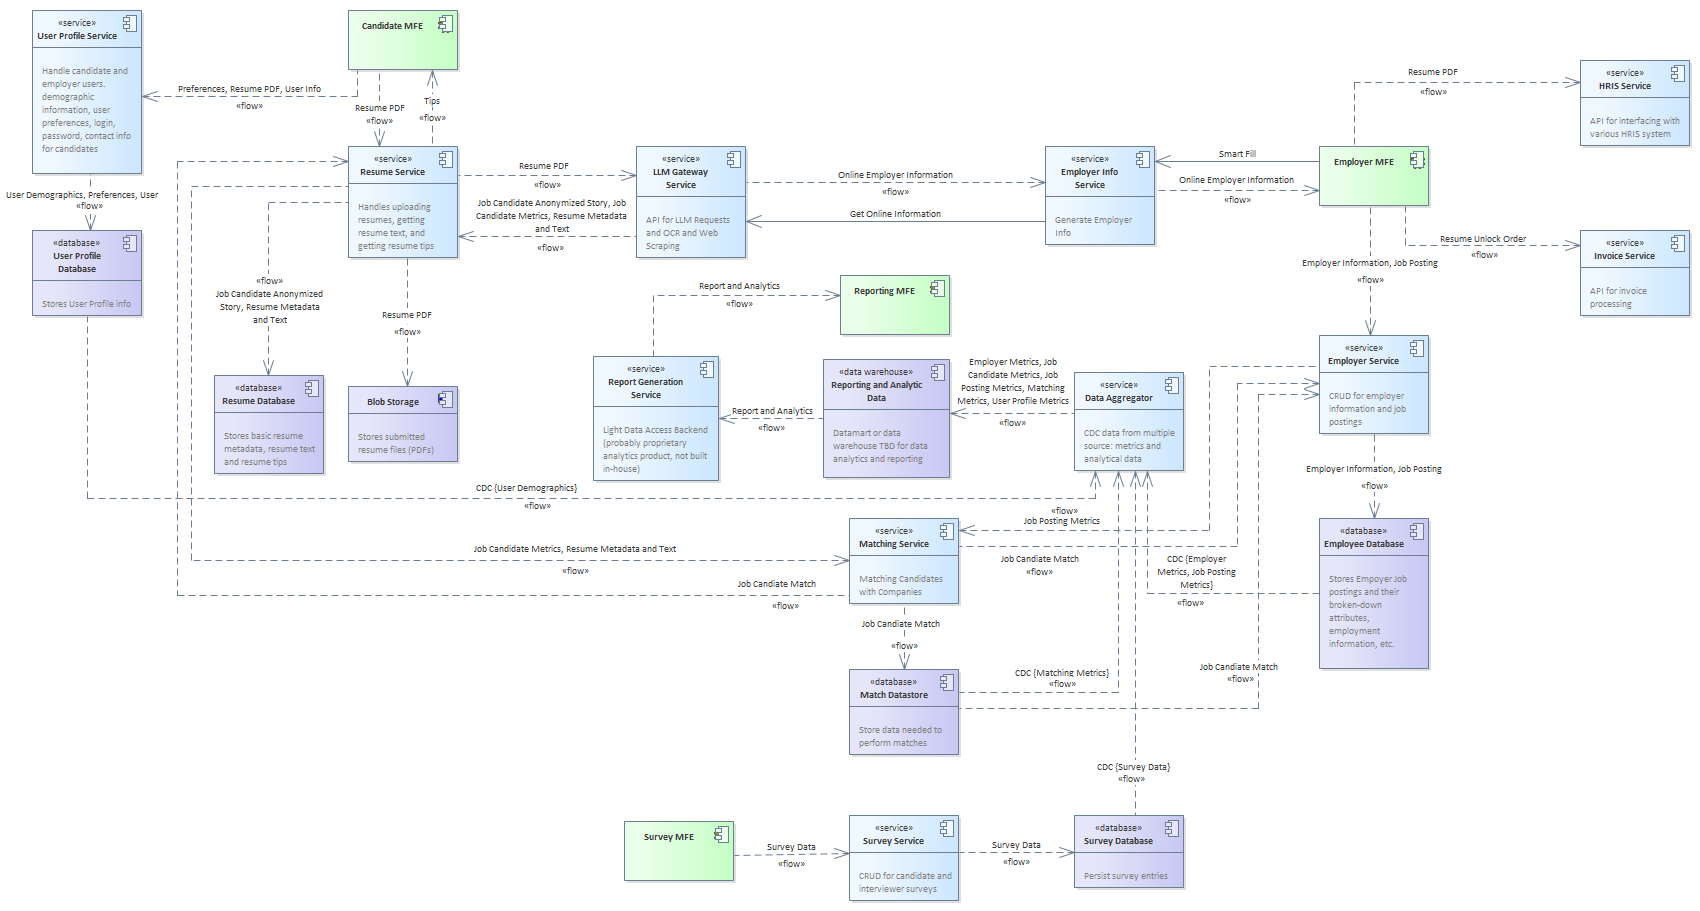 «service»
User Profile Service
Handle candidate and
employer users.
demographic
information, user
preferences, login,
password, contact info
for candidates
Candidate MFE
Preferences, Resume PDF, User Info
«flow»
Resume PDF
«flow»
Tips
«flow»
User Demographics, Preferences, User
«flow»
«database»
User Profile
Database
Stores User Profile info
«service»
Resume Service
Handles uploading
resumes, getting
resume text, and
getting resume tips
Resume PDF
«flow»
Job Candidate Anonymized Story, Job
Candidate Metrics, Resume Metadata
and Text
«flow»
«service»
LLM Gateway
Service
API for LLM Requests
and OCR and Web
Scraping
Online Employer Information
«flow»
Get Online Information
«service»
Employer Info
Service
Generate Employer
Info
Smart Fill
Online Employer Information
«flow»
Employer MFE
Resume PDF
«flow»
«service»
HRIS Service
API for interfacing with
various HRIS system
Resume Unlock Order
«flow»
«service»
Invoice Service
API for invoice
processing
Employer Information, Job Posting
«flow»
«flow»
Job Candidate Anonymized
Story, Resume Metadata
and Text
Resume PDF
«flow»
«database»
Resume Database
Stores basic resume
metadata, resume text
and resume tips
Blob Storage
Stores submitted
resume files (PDFs)
Report and Analytics
«flow»
Reporting MFE
«service»
Report Generation
Service
Light Data Access Backend
(probably proprietary
analytics product, not built
in-house)
Report and Analytics
«flow»
«data warehouse»
Reporting and Analytic
Data
Datamart or data
warehouse TBD for data
analytics and reporting
Employer Metrics, Job
Candidate Metrics, Job
Posting Metrics, Matching
Metrics, User Profile Metrics
«flow»
«service»
Data Aggregator
CDC data from multiple
source: metrics and
analytical data
«service»
Employer Service
CRUD for employer
information and job
postings
Employer Information, Job Posting
«flow»
CDC {User Demographics}
«flow»
«flow»
Job Posting Metrics
«service»
Matching Service
Matching Candidates
with Companies
Job Candidate Metrics, Resume Metadata and Text
«flow»
Job Candiate Match
«flow»
Job Candiate Match
«flow»
CDC {Employer
Metrics, Job Posting
Metrics}
«flow»
«database»
Employee Database
Stores Empoyer Job
postings and their
broken-down
attributes,
employment
information, etc.
Job Candiate Match
«flow»
«database»
Match Datastore
Store data needed to
perform matches
CDC {Matching Metrics}
«flow»
Job Candiate Match
«flow»
CDC {Survey Data}
«flow»
Survey MFE
Survey Data
«flow»
«service»
Survey Service
CRUD for candidate and
interviewer surveys
Survey Data
«flow»
«database»
Survey Database
Persist survey entries